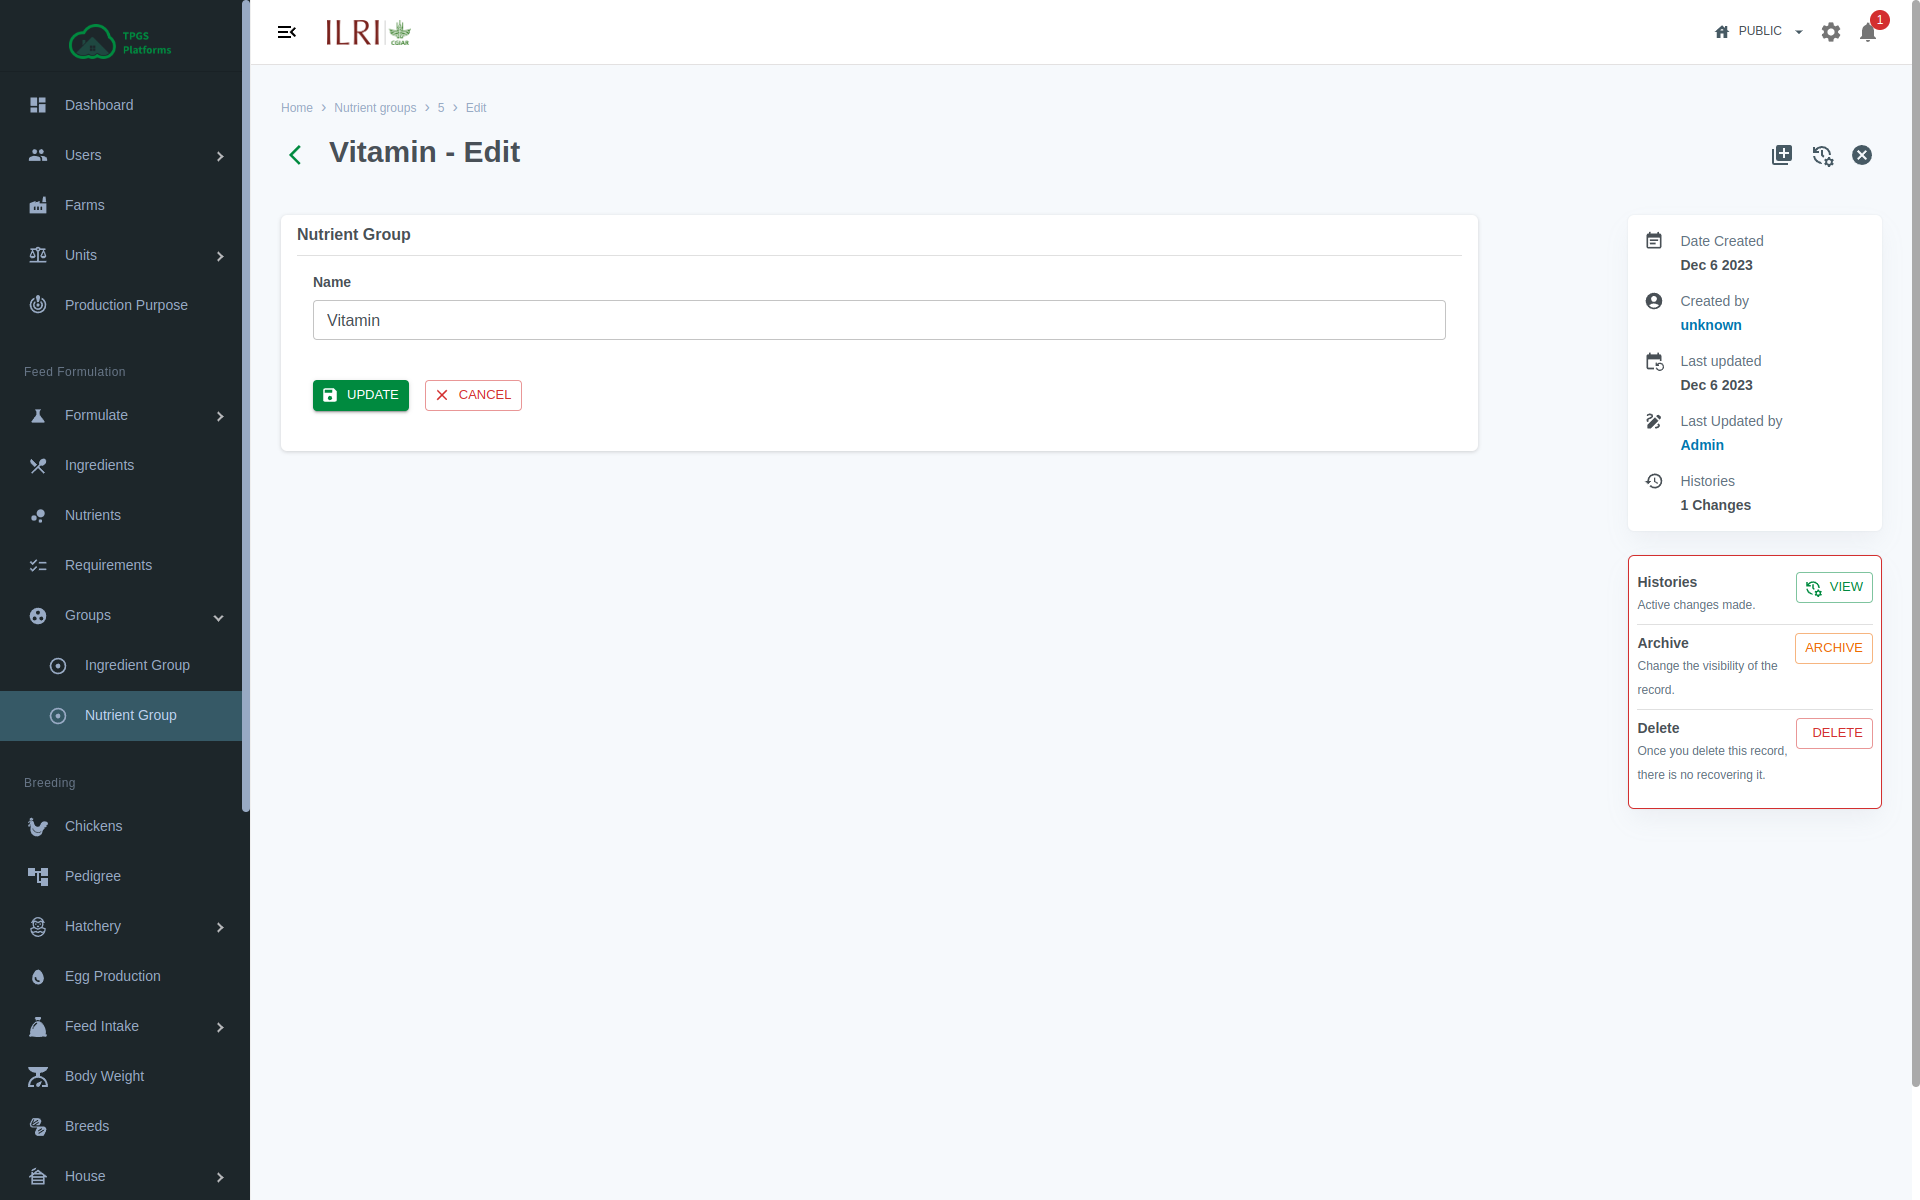 TPGS
Platforms
Dashboard
Users
Farms
Units
Production Purpose
Feed Formulation
Formulate
Ingredients
Nutrients
Requirements
Groups
Ingredient Group
Nutrient Group
Breeding
Chickens
Pedigree
Hatchery
Egg Production
Feed Intake
Body Weight
Breeds
House
ILRI
CGIAR
PUBLIC
1
Home > Nutrient groups > 5 > Edit
Vitamin - Edit
Nutrient Group
Name
Vitamin
UPDATE
CANCEL
Date Created
Dec 6 2023
Created by
unknown
Last updated
Dec 6 2023
Last Updated by
Admin
Histories
1 Changes
Histories
Active changes made.
VIEW
Archive
Change the visibility of the
record.
ARCHIVE
Delete
Once you delete this record,
there is no recovering it.
DELETE